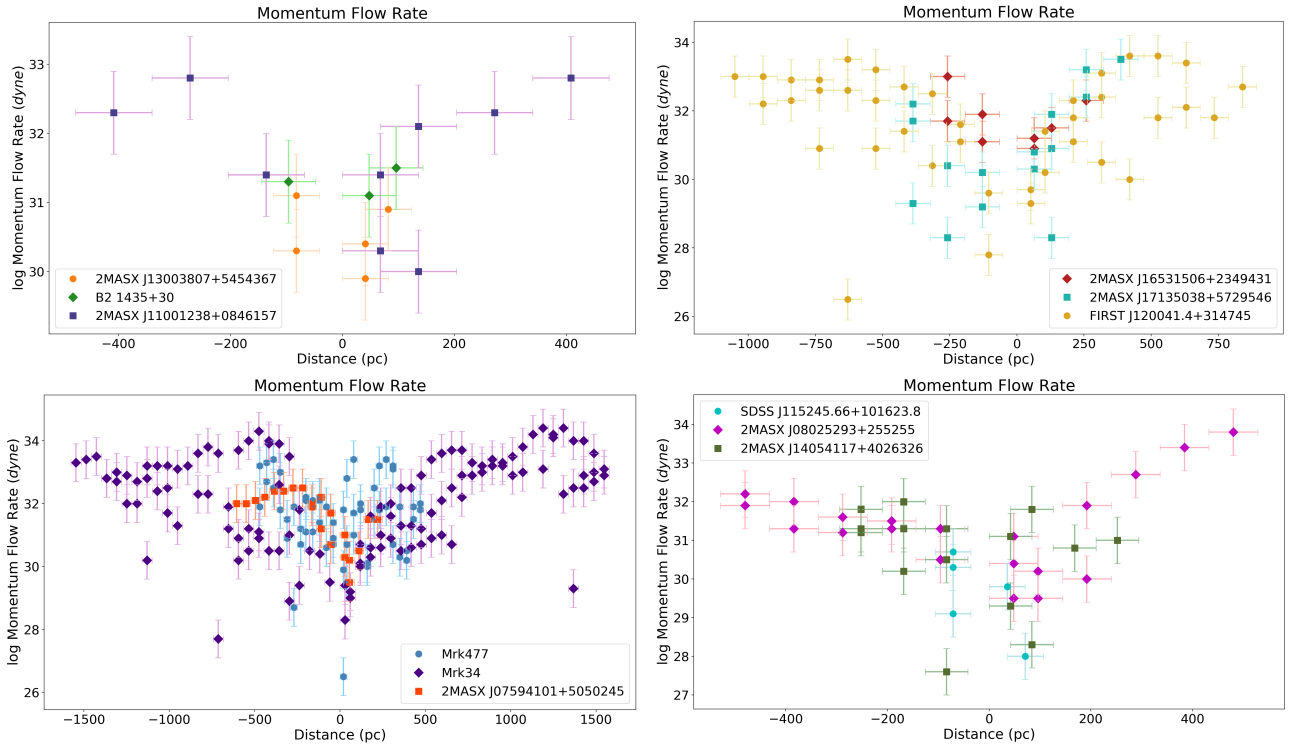 Momentum Flow Rate
log Momentum Flow Rate (dyne)
33
32
31
30
2MASX J13003807+5454367
B2 1435+30
2MASX J11001238+0846157
−400 −200 0 200 400
Distance (pc)
Momentum Flow Rate
log Momentum Flow Rate (dyne)
34
32
30
28
26
2MASX J16531506+2349431
2MASX J17135038+5729546
FIRST J120041.4+314745
−1000 −750 −500 −250 0 250 500 750
Distance (pc)
Momentum Flow Rate
log Momentum Flow Rate (dyne)
34
32
30
28
26
Mrk477
Mrk34
2MASX J07594101+5050245
−1500 −1000 −500 0 500 1000 1500
Distance (pc)
Momentum Flow Rate
log Momentum Flow Rate (dyne)
SDSS J115245.66+101623.8
2MASX J08025293+255255
2MASX J14054117+4026326
34
33
32
31
30
29
28
27
−400 −200 0 200 400
Distance (pc)